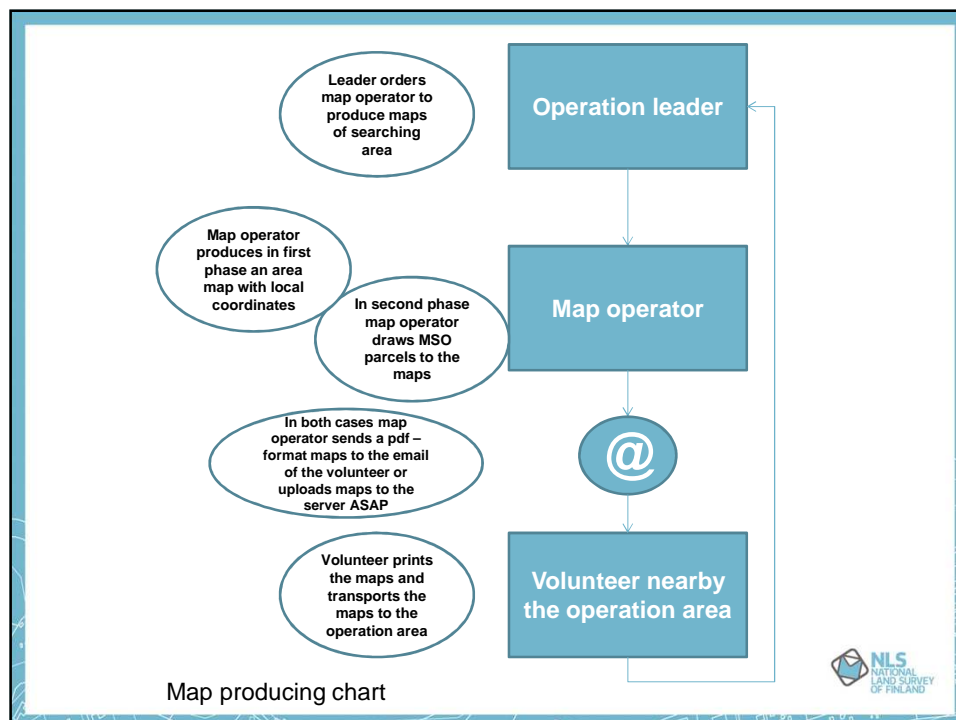 Leader orders
map operator to
produce maps
of searching
area
Operation leader
Map operator
produces in first
phase an area
map with local
coordinates
In second phase
map operator
draws MSO
parcels to the
maps
Map operator
In both cases map
operator sends a pdf –
format maps to the email
of the volunteer or
uploads maps to the
server ASAP
@
Volunteer prints
the maps and
transports the
maps to the
operation area
Volunteer nearby
the operation area
Map producing chart
NLS
NATIONAL
LAND SURVEY
OF FINLAND